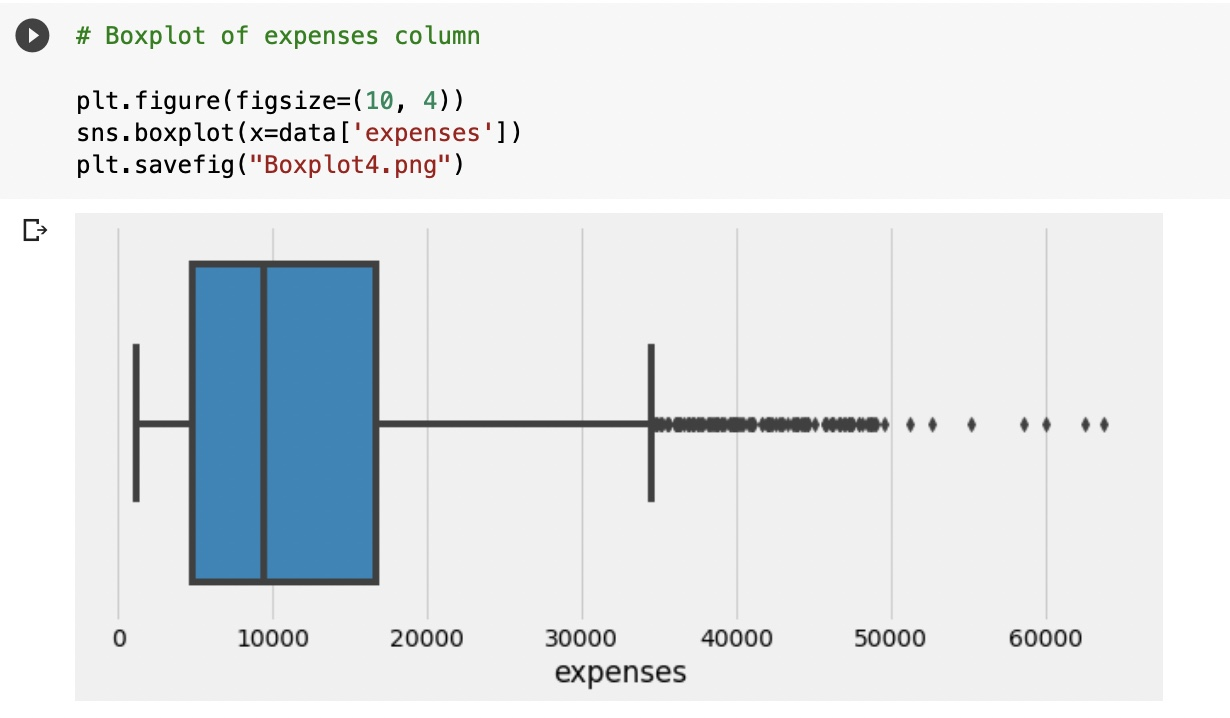 # Boxplot of expenses column
plt.figure(figsize=(10, 4))
sns.boxplot(x=data['expenses'])
plt.savefig("Boxplot4.png")
0 10000 20000 30000 40000 50000 60000
expenses